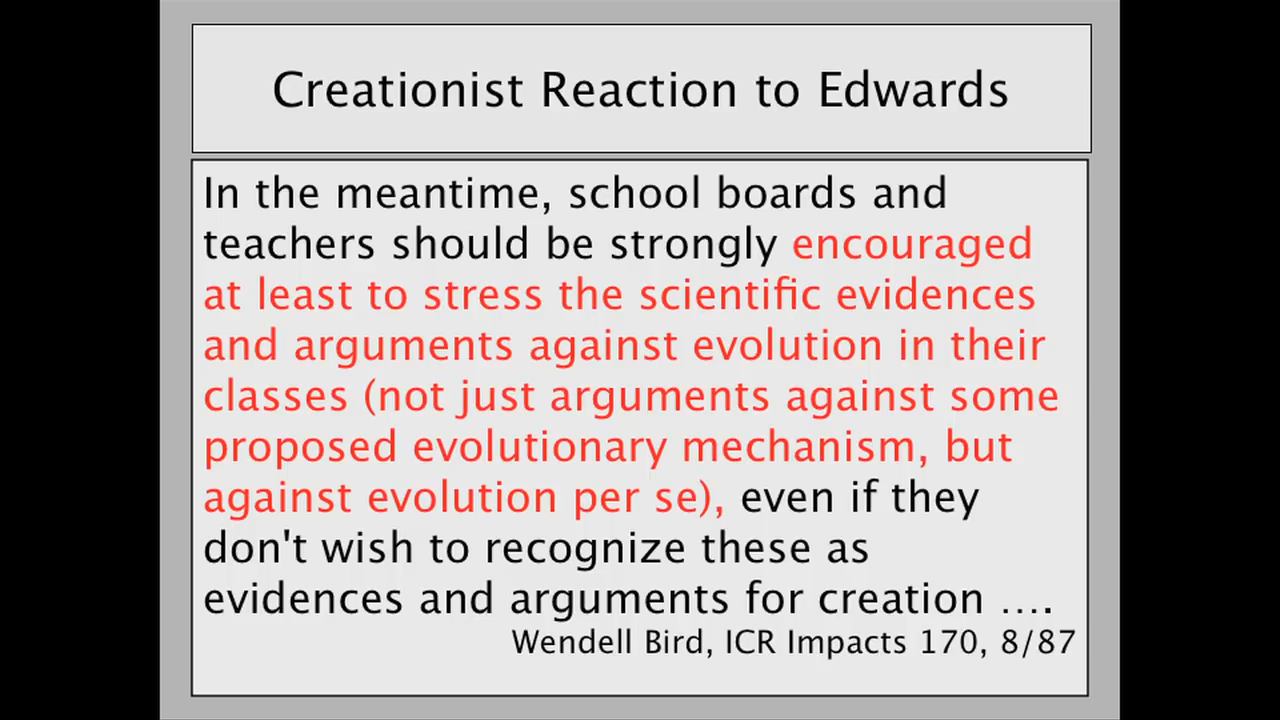 Creationist Reaction to Edwards
In the meantime, school boards and
teachers should be strongly encouraged
at least to stress the scientific evidences
and arguments against evolution in their
classes (not just arguments against some
proposed evolutionary mechanism, but
against evolution per se), even if they
don't wish to recognize these as
evidences and arguments for creation ....
Wendell Bird, ICR Impacts 170, 8/87